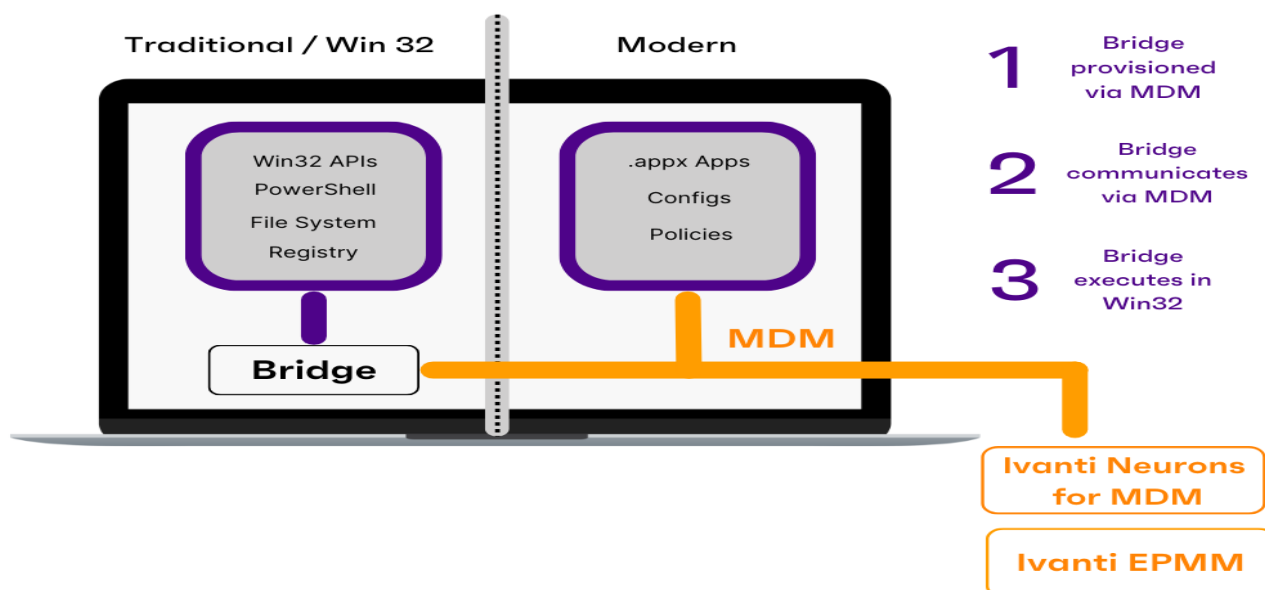 Traditional / Win 32
Modern
Win32 APIs
PowerShell
File System
Registry
.appx Apps
Configs
Policies
Bridge
MDM
1
Bridge
provisioned
via MDM
2
Bridge
communicates
via MDM
3
Bridge
executes in
Win32
Ivanti Neurons
for MDM
Ivanti EPMM